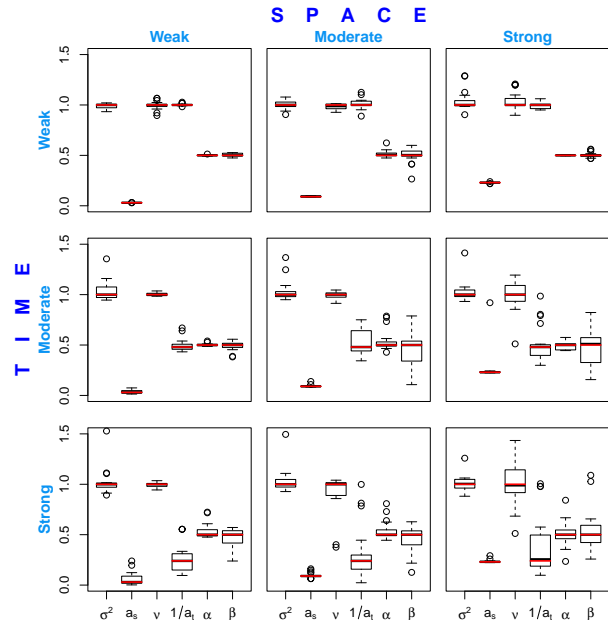 S P A C E
Weak Moderate Strong
T I M E
Weak
Moderate
Strong
0.0 0.5 1.0 1.5
0.0 0.5 1.0 1.5
0.0 0.5 1.0 1.5
σ² aₛ ν 1/aₜ α β
σ² aₛ ν 1/aₜ α β
σ² aₛ ν 1/aₜ α β